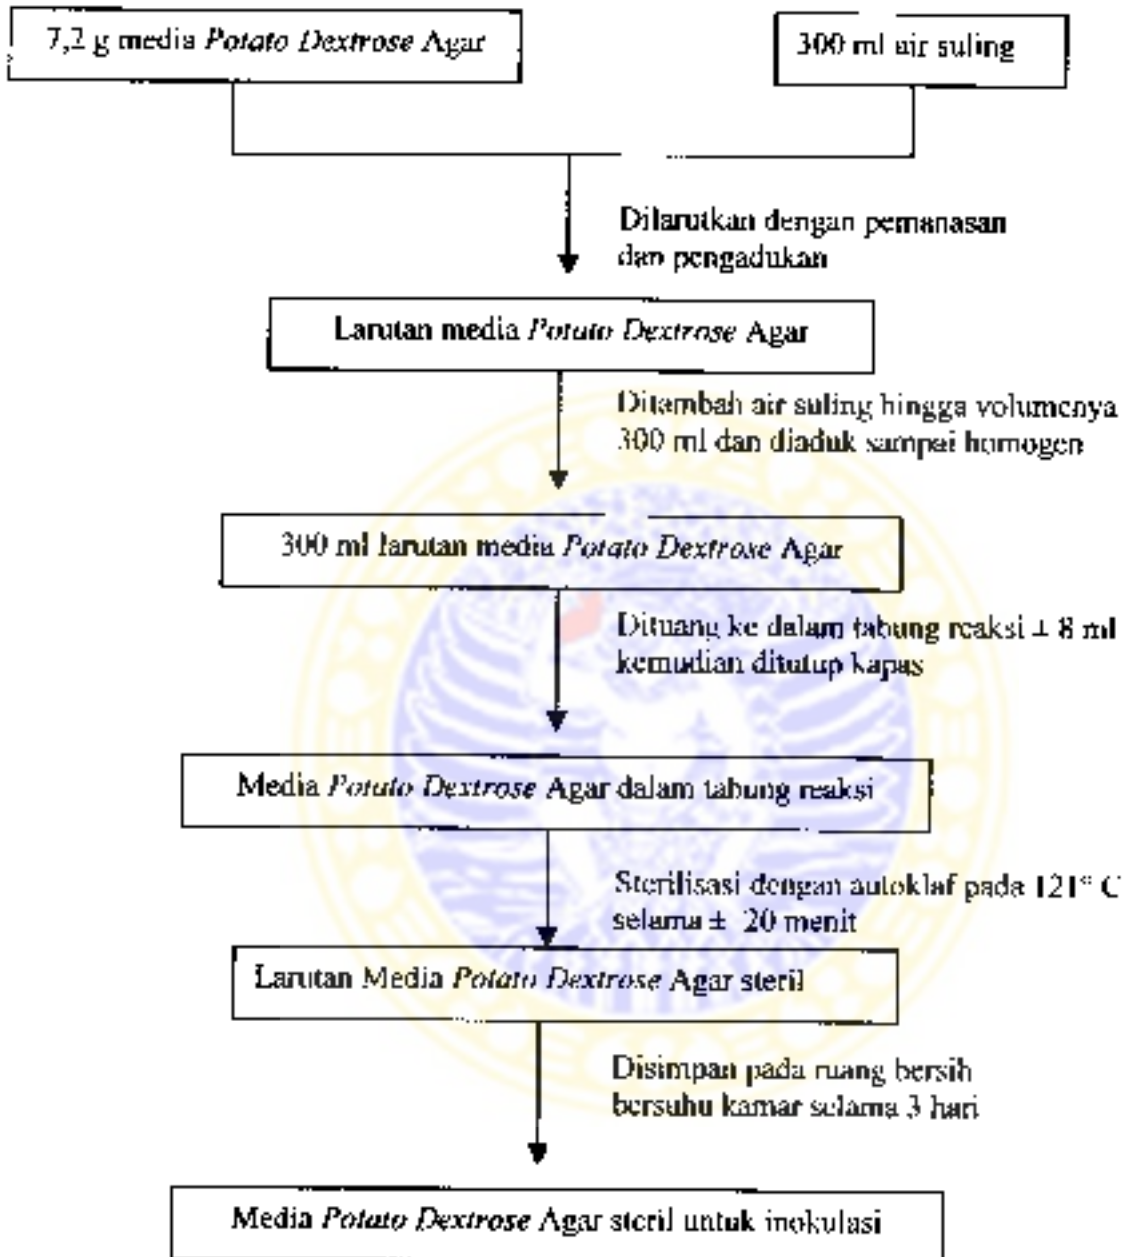 7,2 g media Potato Dextrose Agar
300 ml air suling
Dilarutkan dengan pemanasan
dan pengadukan
Larutan media Potato Dextrose Agar
Ditambah air suling hingga volumenya
300 ml dan diaduk sampai homogen
300 ml larutan media Potato Dextrose Agar
Dituang ke dalam tabung reaksi ± 8 ml
kemudian ditutup kapas
Media Potato Dextrose Agar dalam tabung reaksi
Sterilisasi dengan autoklaf pada 121° C
selama ± 20 menit
Larutan Media Potato Dextrose Agar steril
Disimpan pada ruang bersih
bersuhu kamar selama 3 hari
Media Potato Dextrose Agar steril untuk inokulasi